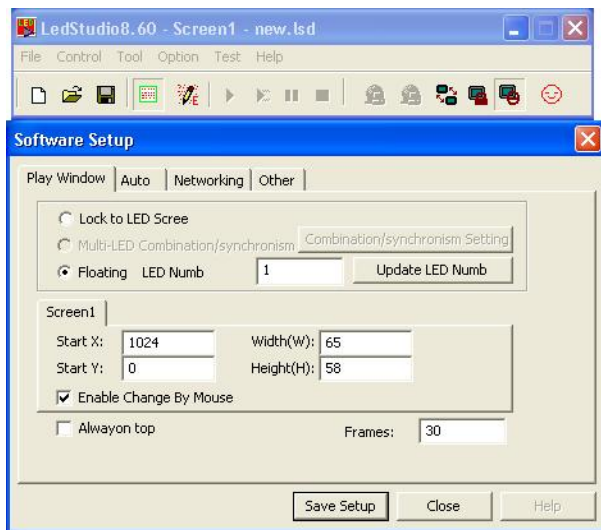 LedStudio8.60 - Screen1 - new.lsd
File Control Tool Option Test Help
Software Setup
Play Window Auto Networking Other
Lock to LED Scree
Multi-LED Combination/synchronism Combination/synchronism Setting
Floating LED Numb 1 Update LED Numb
Screen1
Start X: 1024 Width(W): 65
Start Y: 0 Height(H): 58
Enable Change By Mouse
Alwayon top Frames: 30
Save Setup Close Help